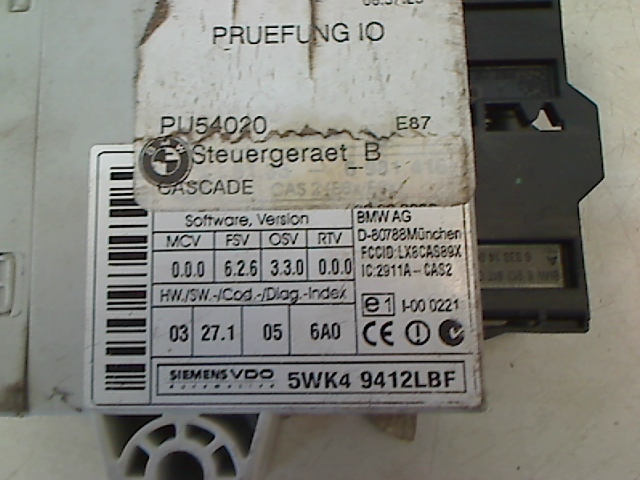 PRUEFUNG IO
PU54020 E87
Steuergeraet_B
CASCADE
Software, Version
MCV FSV OSV RTV
0.0.0 6.2.6 3.3.0 0.0.0
HW./SW.-/Cod.-/Diag.-Index
03 27.1 05 6A0
BMW AG
D-80788München
FCCID:LX8CAS89X
IC:2911A-CAS2
e1 I-00 0221
CE
SIEMENS VDO
Automotive
5WK4 9412LBF